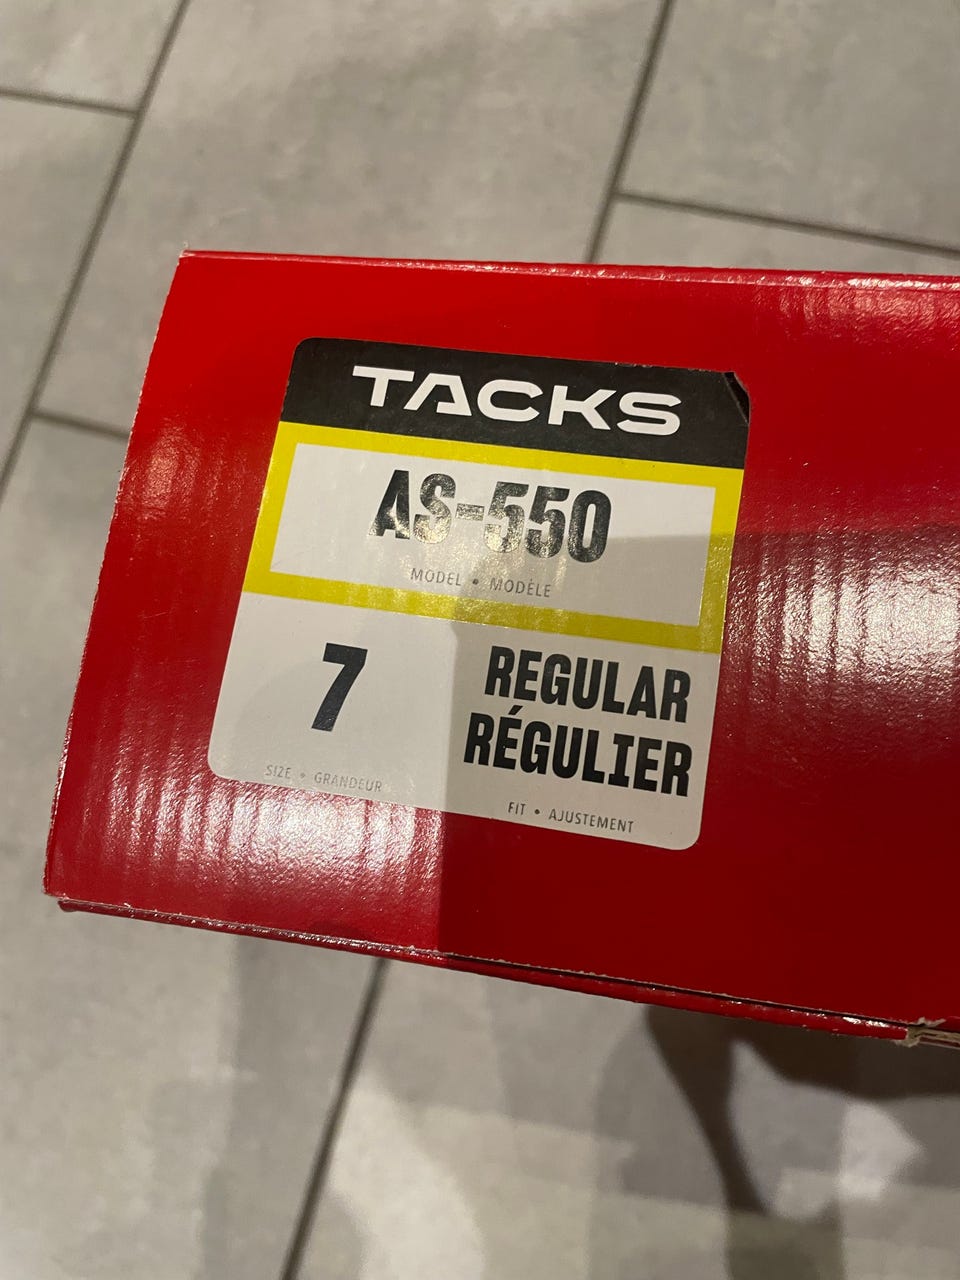 TACKS
AS-550
MODEL • MODÈLE
7
SIZE • GRANDEUR
REGULAR
RÉGULIER
FIT • AJUSTEMENT